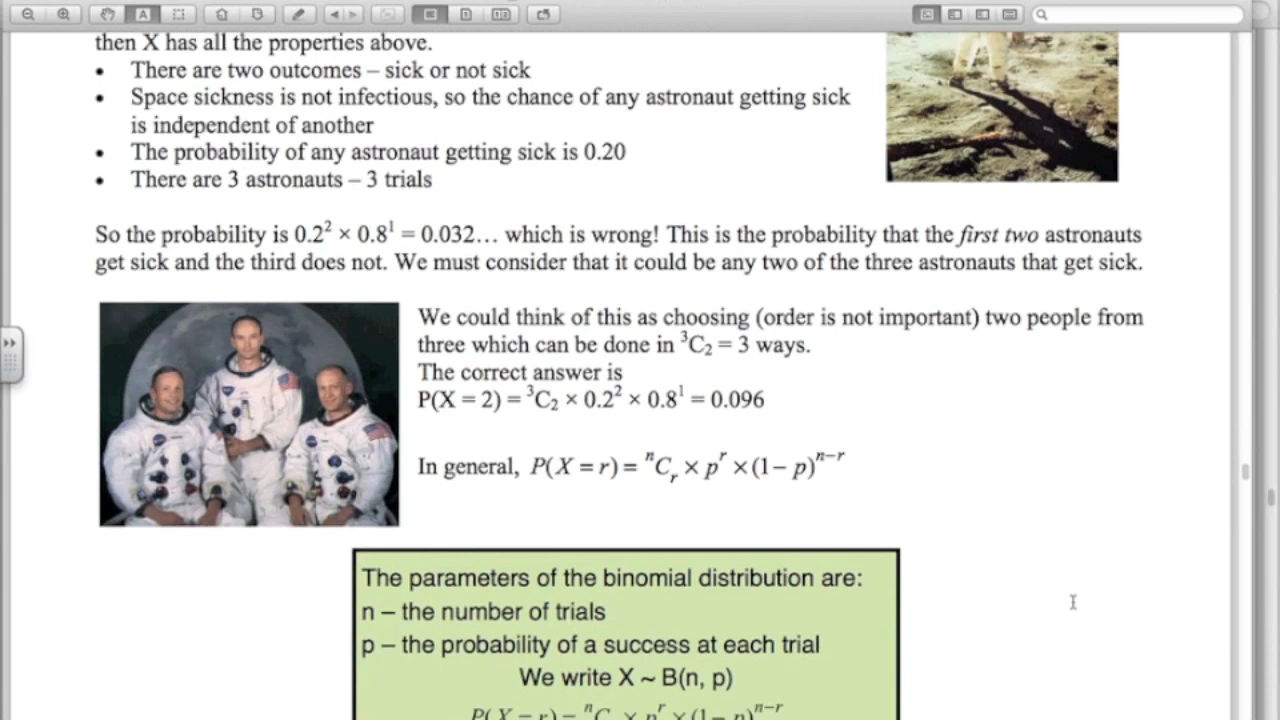 then X has all the properties above.
• There are two outcomes – sick or not sick
• Space sickness is not infectious, so the chance of any astronaut getting sick
is independent of another
• The probability of any astronaut getting sick is 0.20
• There are 3 astronauts – 3 trials
So the probability is 0.2² × 0.8¹ = 0.032… which is wrong! This is the probability that the first two astronauts
get sick and the third does not. We must consider that it could be any two of the three astronauts that get sick.
We could think of this as choosing (order is not important) two people from
three which can be done in ³C₂ = 3 ways.
The correct answer is
P(X = 2) = ³C₂ × 0.2² × 0.8¹ = 0.096
In general, P(X = r) = ⁿCᵣ × pʳ × (1 – p)ⁿ⁻ʳ
The parameters of the binomial distribution are:
n – the number of trials
p – the probability of a success at each trial
We write X ~ B(n, p)
P(X = r) = ⁿCᵣ × pʳ × (1 – p)ⁿ⁻ʳ